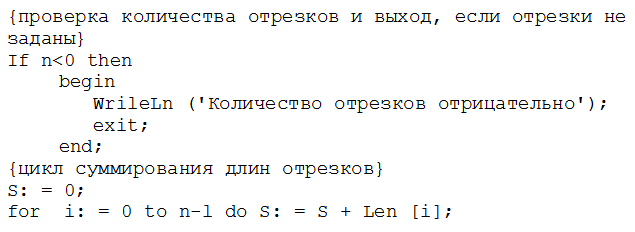 {проверка количества отрезков и выход, если отрезки не
заданы}
If n<0 then
begin
WrileLn ('Количество отрезков отрицательно');
exit;
end;
{цикл суммирования длин отрезков}
S: = 0;
for i: = 0 to n-l do S: = S + Len [i];